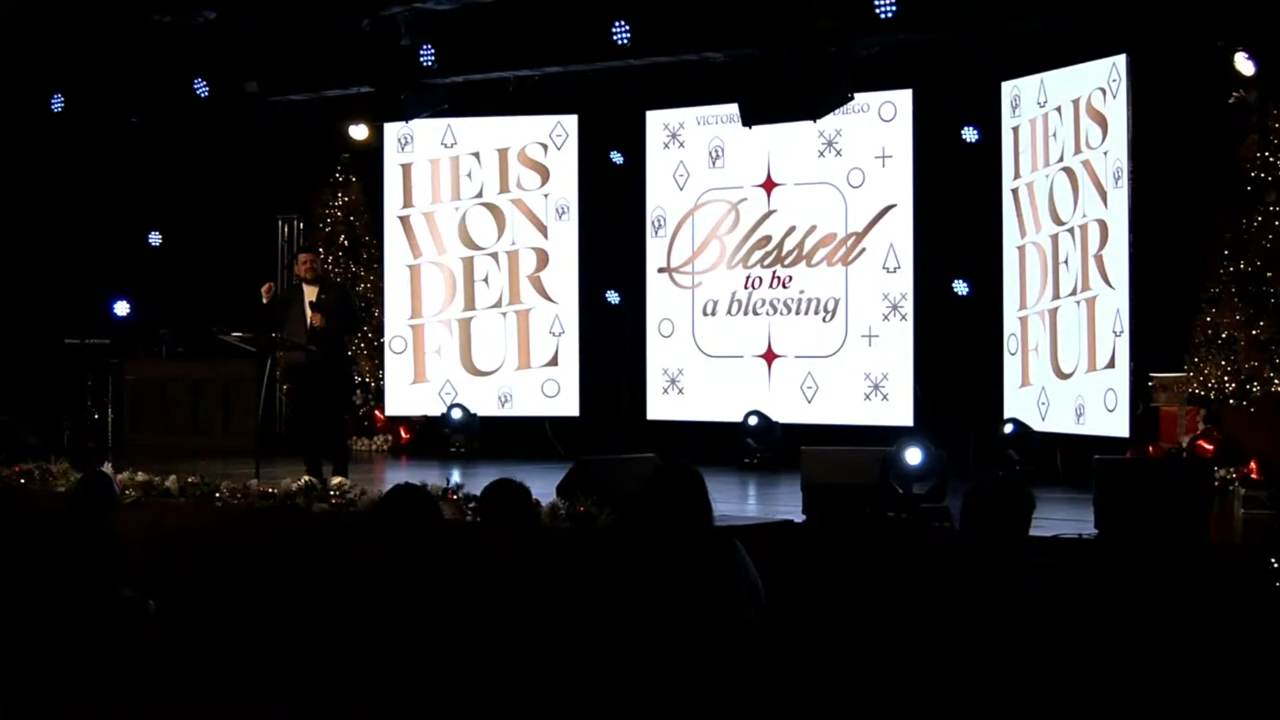 HE IS
WON
DER
FUL
VICTORY DIEGO
Blessed
to be
a blessing
HE IS
WON
DER
FUL